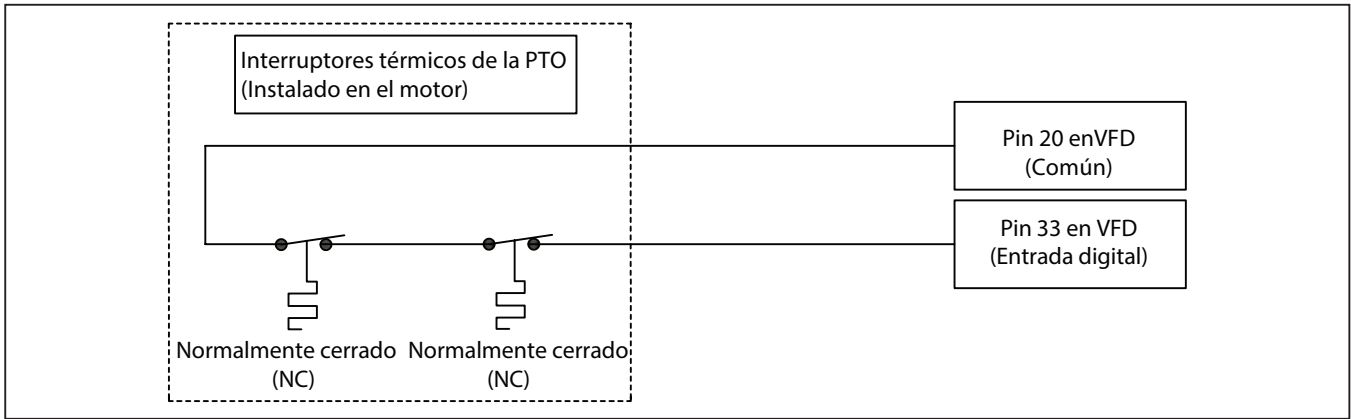 Interruptores térmicos de la PTO
(Instalado en el motor)
Pin 20 enVFD
(Común)
Pin 33 en VFD
(Entrada digital)
Normalmente cerrado
(NC)
Normalmente cerrado
(NC)